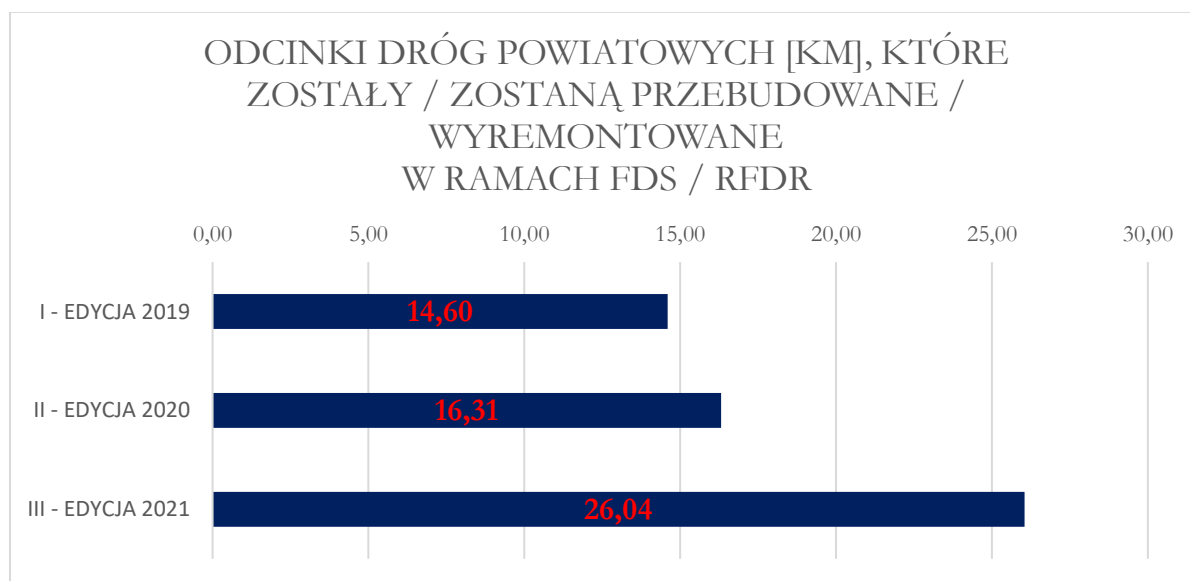 ODCINKI DRÓG POWIATOWYCH [KM], KTÓRE
ZOSTAŁY / ZOSTANĄ PRZEBUDOWANE /
WYREMONTOWANE
W RAMACH FDS / RFDR
0,00 5,00 10,00 15,00 20,00 25,00 30,00
I - EDYCJA 2019 14,60
II - EDYCJA 2020 16,31
III - EDYCJA 2021 26,04